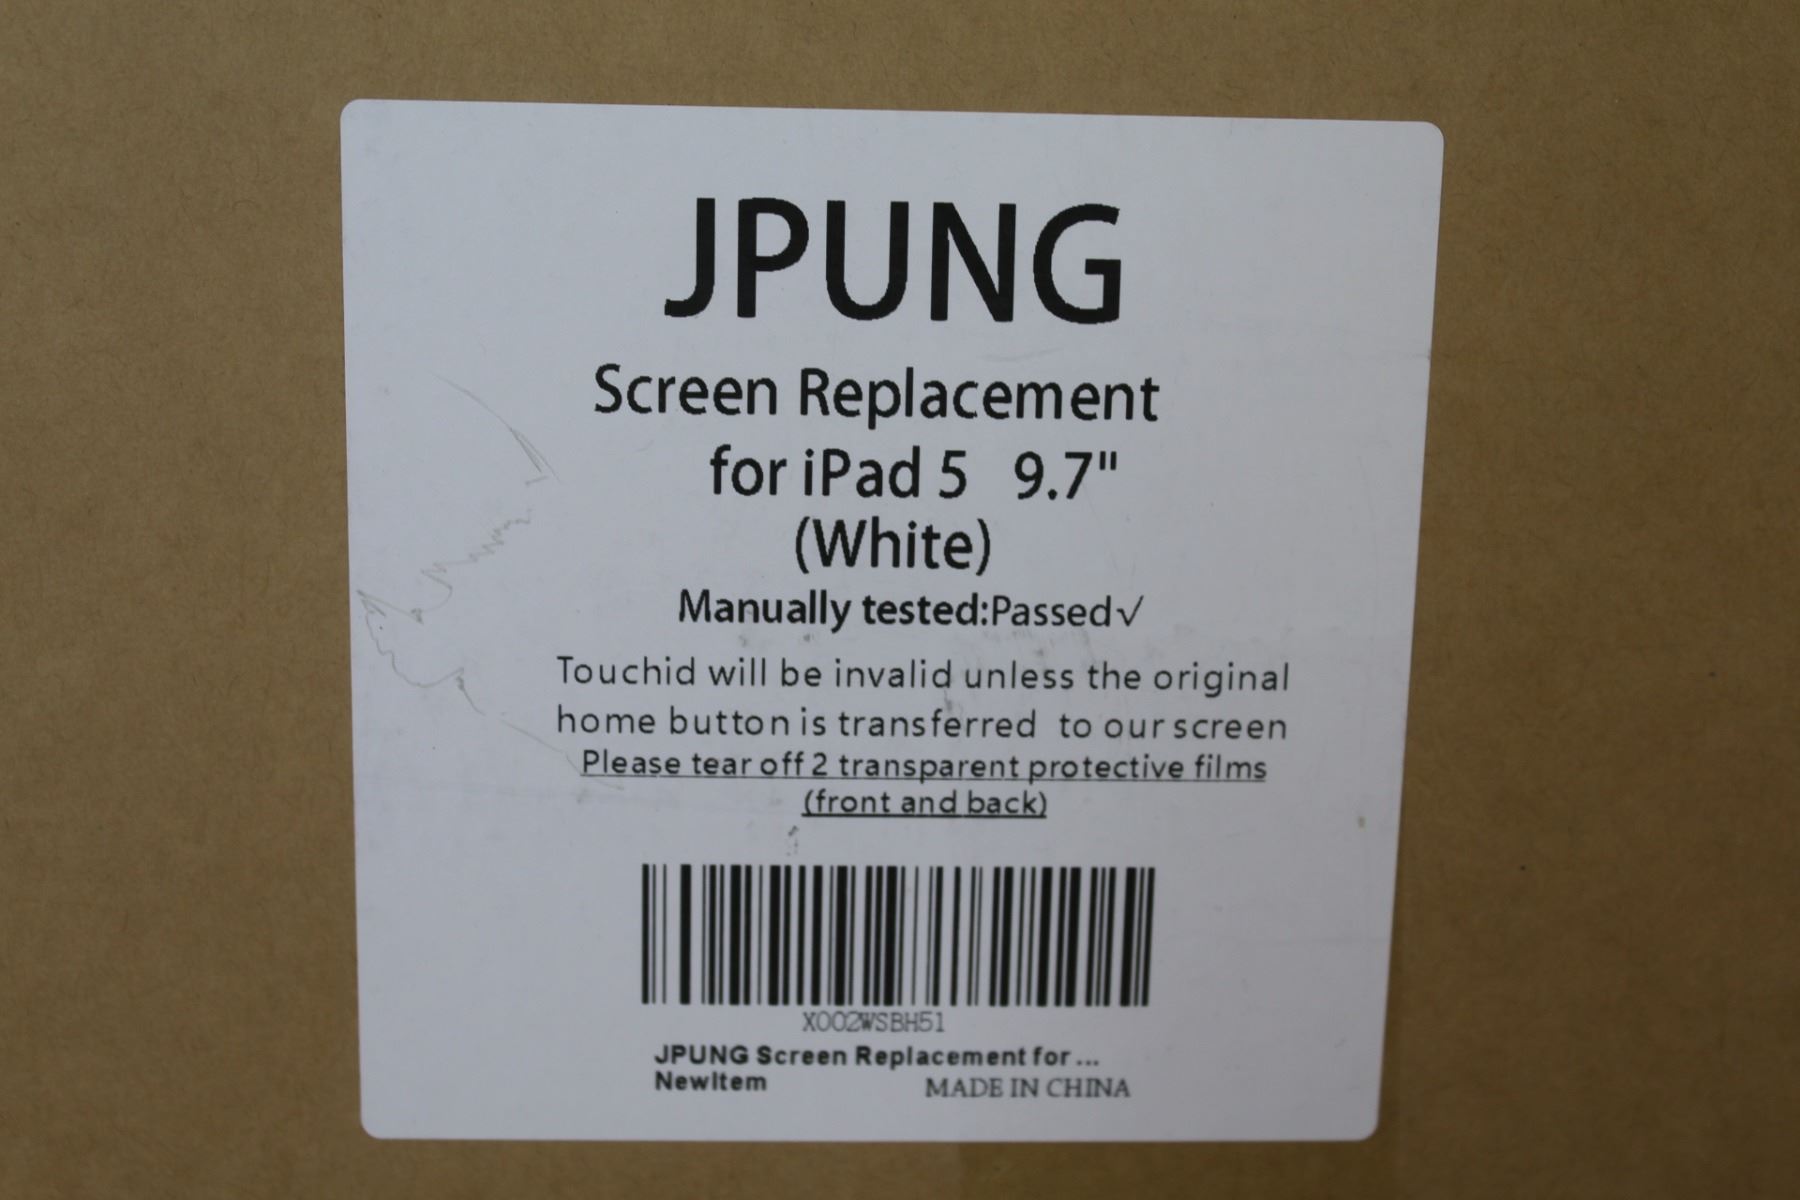 JPUNG
Screen Replacement
for iPad 5 9.7"
(White)
Manually tested:Passed√
Touchid will be invalid unless the original
home button is transferred to our screen
Please tear off 2 transparent protective films
(front and back)
X002WSBH51
JPUNG Screen Replacement for ...
NewItem MADE IN CHINA